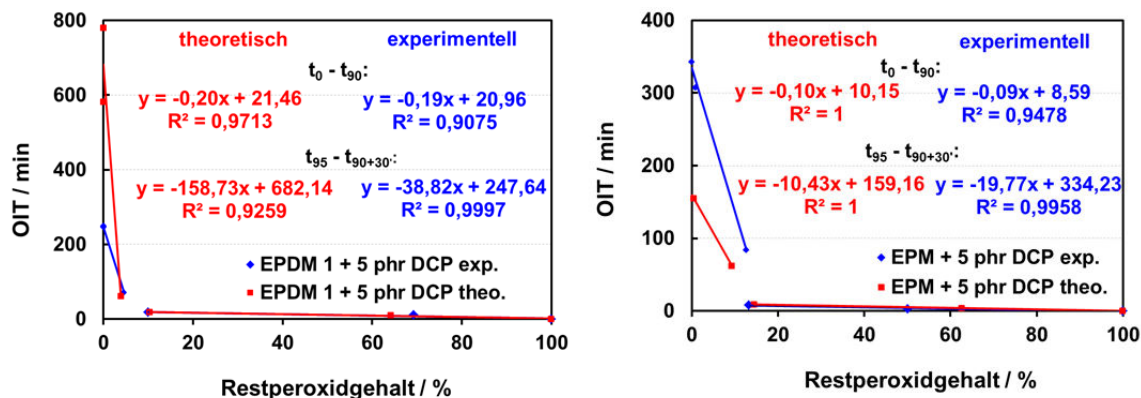 800
600
400
200
0
OIT / min
theoretisch experimentell
t0 - t90:
y = -0,20x + 21,46 y = -0,19x + 20,96
R² = 0,9713 R² = 0,9075
t95 - t90+30':
y = -158,73x + 682,14 y = -38,82x + 247,64
R² = 0,9259 R² = 0,9997
EPDM 1 + 5 phr DCP exp.
EPDM 1 + 5 phr DCP theo.
0 20 40 60 80 100
Restperoxidgehalt / %
400
300
200
100
0
OIT / min
theoretisch experimentell
t0 - t90:
y = -0,10x + 10,15 y = -0,09x + 8,59
R² = 1 R² = 0,9478
t95 - t90+30':
y = -10,43x + 159,16 y = -19,77x + 334,23
R² = 1 R² = 0,9958
EPM + 5 phr DCP exp.
EPM + 5 phr DCP theo.
0 20 40 60 80 100
Restperoxidgehalt / %